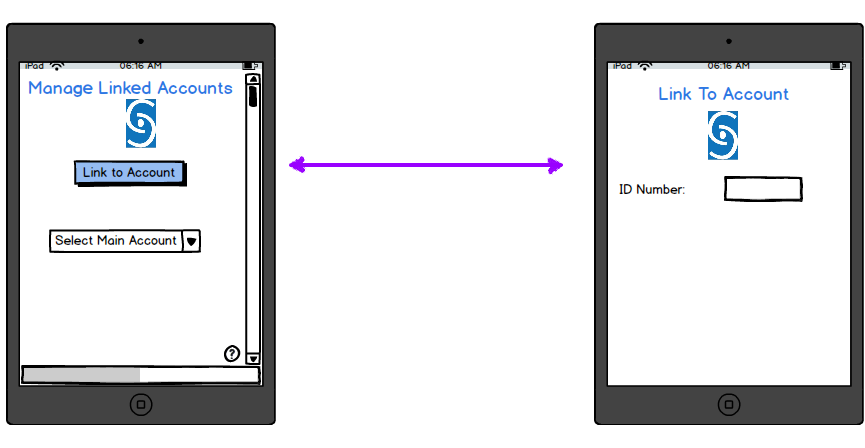 iPad 06:16 AM
Manage Linked Accounts
Link to Account
Select Main Account
?
iPad 06:16 AM
Link To Account
ID Number: